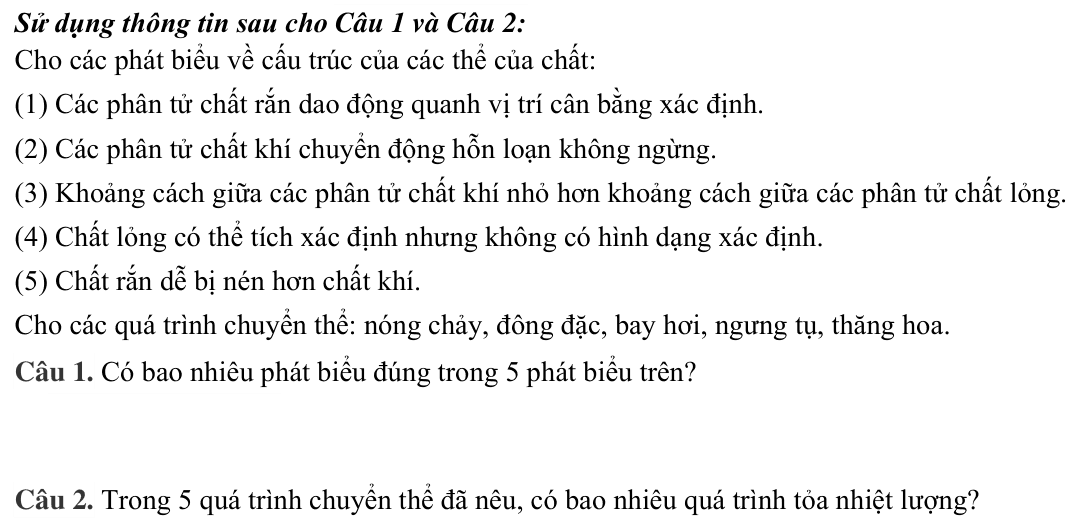 Sử dụng thông tin sau cho Câu 1 và Câu 2:
Cho các phát biểu về cấu trúc của các thể của chất:
(1) Các phân tử chất rắn dao động quanh vị trí cân bằng xác định.
(2) Các phân tử chất khí chuyển động hỗn loạn không ngừng.
(3) Khoảng cách giữa các phân tử chất khí nhỏ hơn khoảng cách giữa các phân tử chất lỏng.
(4) Chất lỏng có thể tích xác định nhưng không có hình dạng xác định.
(5) Chất rắn dễ bị nén hơn chất khí.
Cho các quá trình chuyển thể: nóng chảy, đông đặc, bay hơi, ngưng tụ, thăng hoa.
Câu 1. Có bao nhiêu phát biểu đúng trong 5 phát biểu trên?
Câu 2. Trong 5 quá trình chuyển thể đã nêu, có bao nhiêu quá trình tỏa nhiệt lượng?